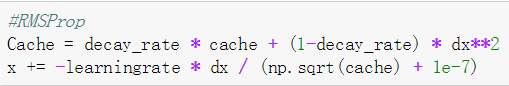 #RMSProp
Cache = decay_rate * cache + (1-decay_rate) * dx**2
x += -learningrate * dx / (np.sqrt(cache) + 1e-7)